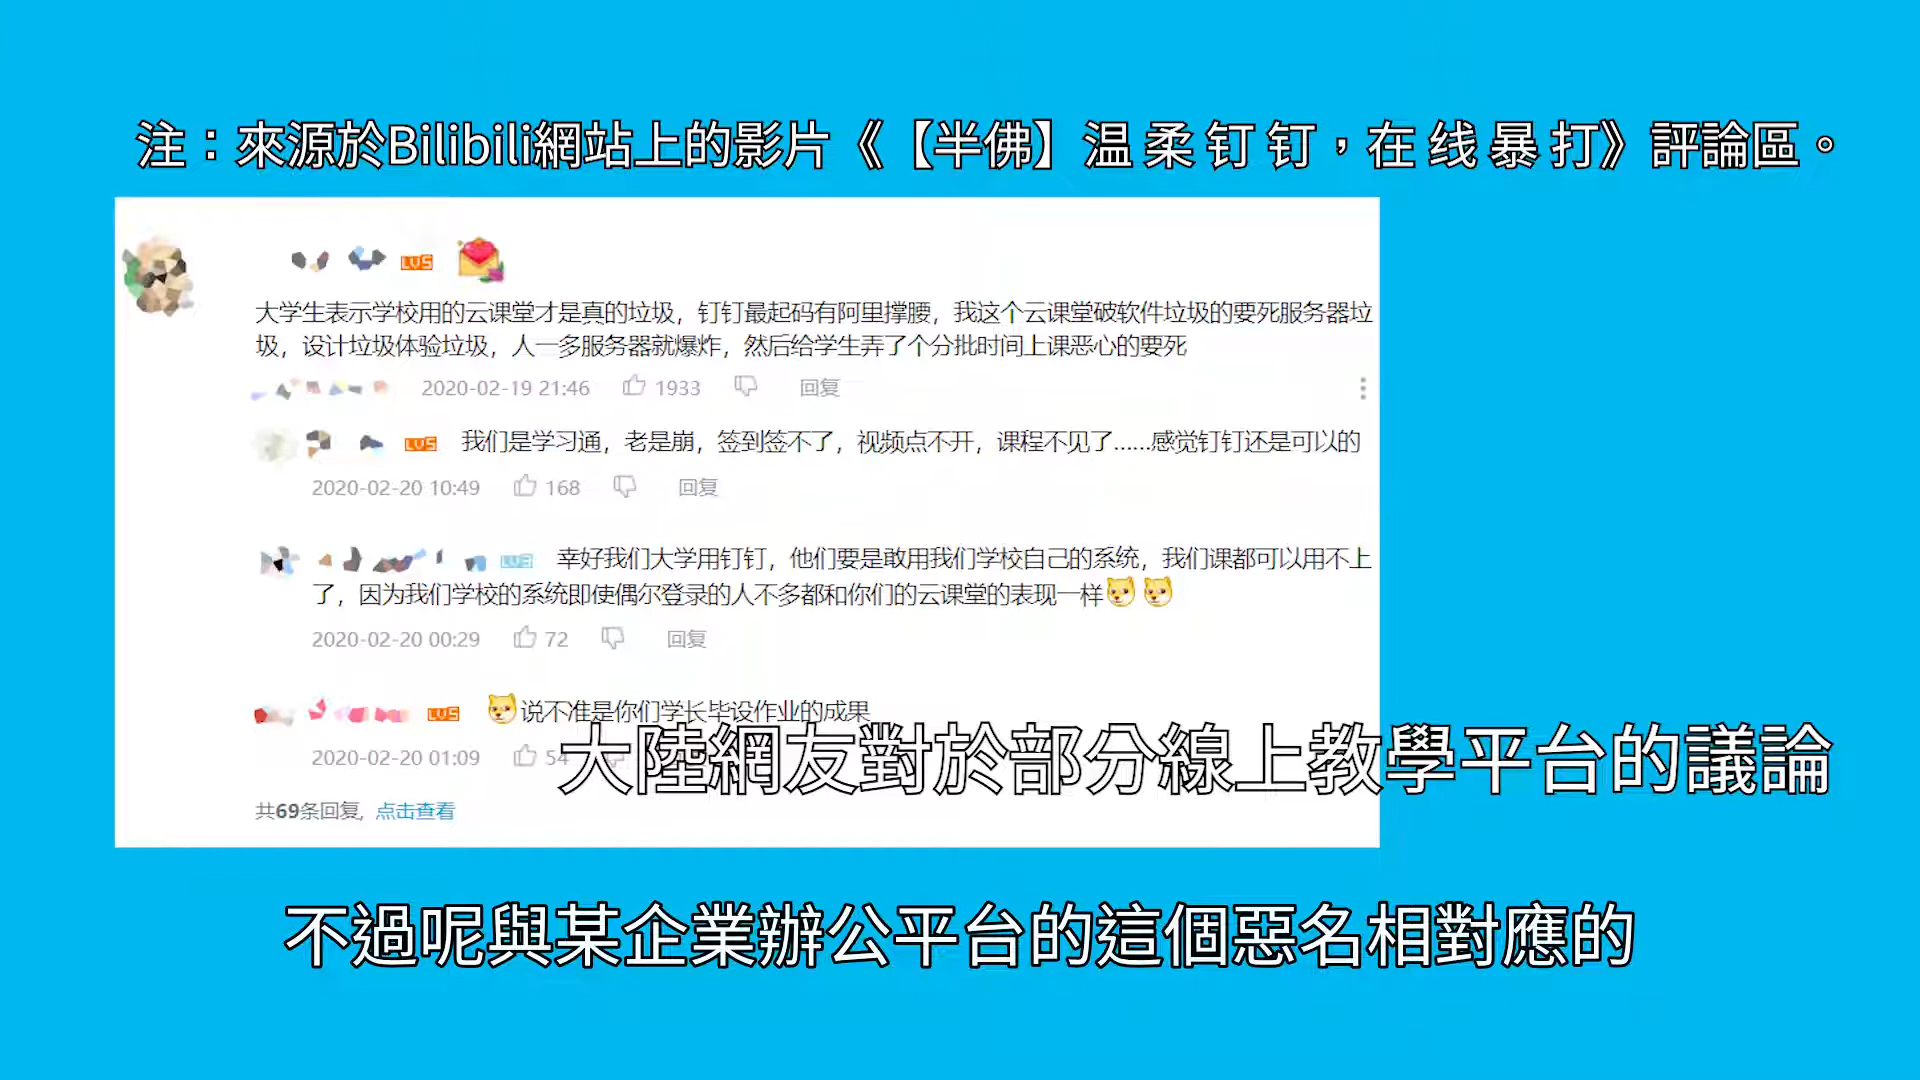 注：來源於Bilibili網站上的影片《【半佛】温 柔 钉 钉，在 线 暴 打》評論區。
LV5
大学生表示学校用的云课堂才是真的垃圾，钉钉最起码有阿里撑腰，我这个云课堂破软件垃圾的要死服务器垃
圾，设计垃圾体验垃圾，人一多服务器就爆炸，然后给学生弄了个分批时间上课恶心的要死
2020-02-19 21:46 1933 回复
LV5 我们是学习通，老是崩，签到签不了，视频点不开，课程不见了......感觉钉钉还是可以的
2020-02-20 10:49 168 回复
LV3 幸好我们大学用钉钉，他们要是敢用我们学校自己的系统，我们课都可以用不上
了，因为我们学校的系统即使偶尔登录的人不多都和你们的云课堂的表现一样
2020-02-20 00:29 72 回复
LV5 说不准是你们学长毕设作业的成果
2020-02-20 01:09 54
大陸網友對於部分線上教學平台的議論
共69条回复, 点击查看
不過呢與某企業辦公平台的這個惡名相對應的